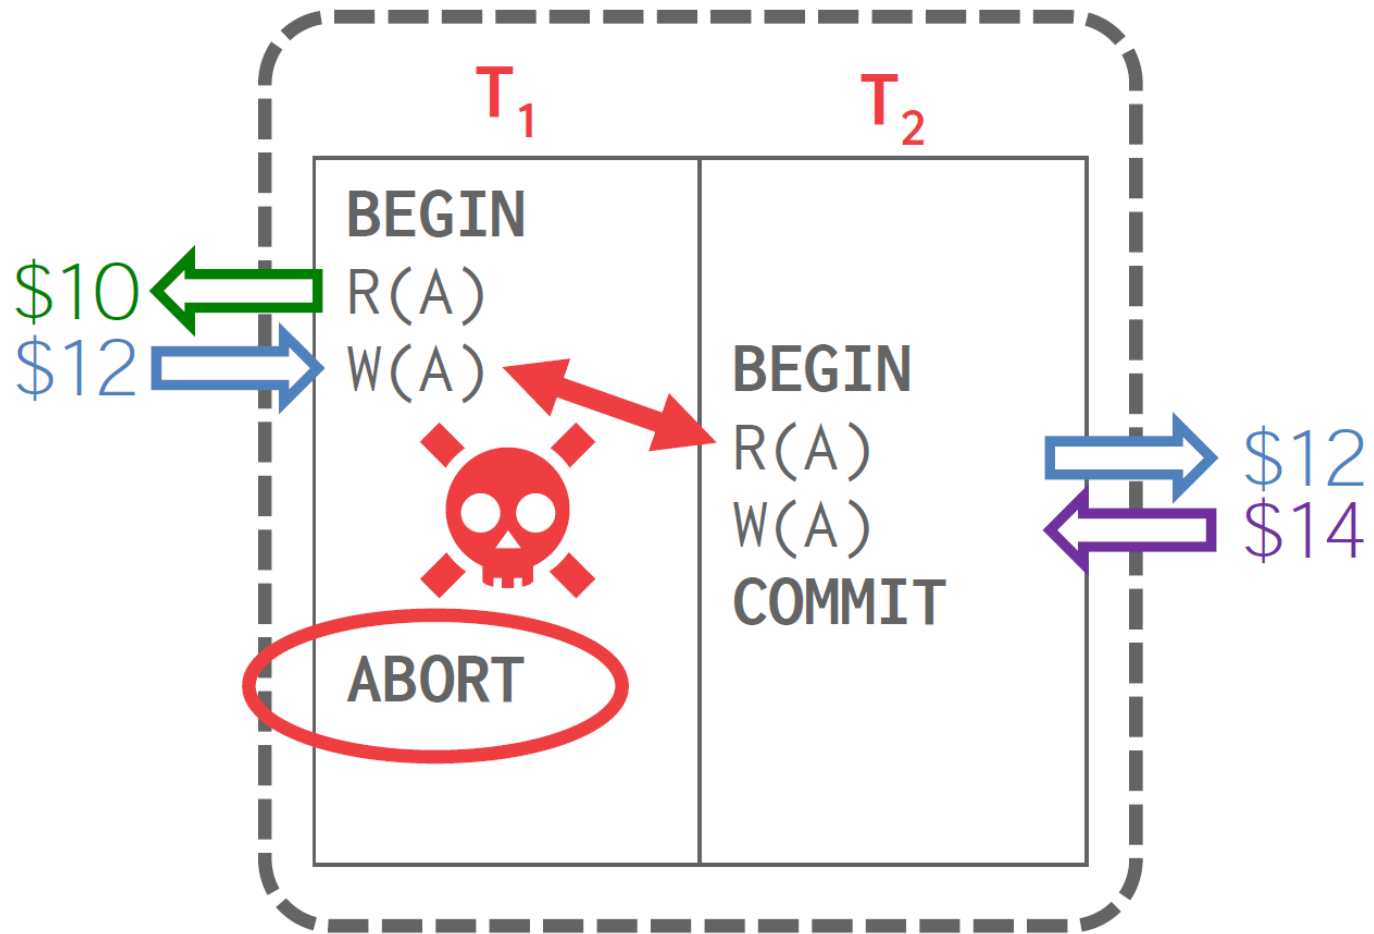 T1
T2
BEGIN
$10
R(A)
$12
W(A)
BEGIN
R(A)
$12
W(A)
$14
COMMIT
ABORT